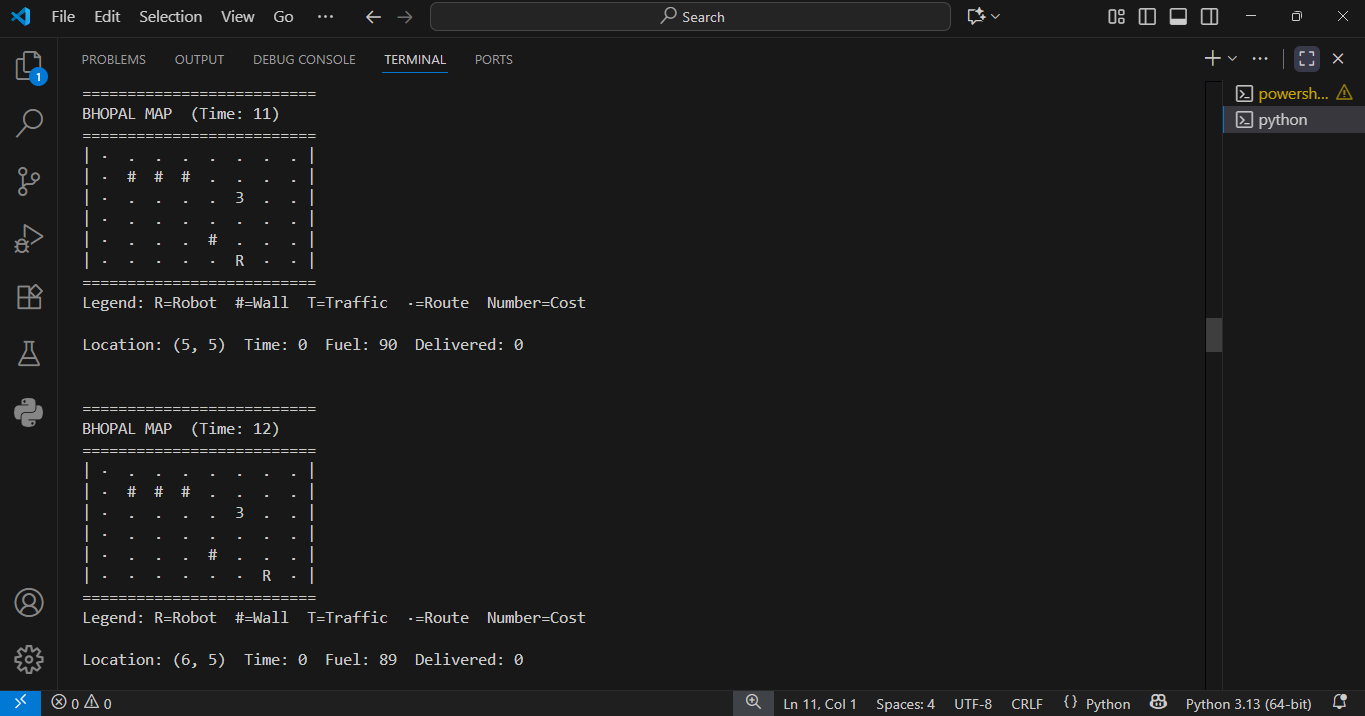 File Edit Selection View Go ··· Search
PROBLEMS OUTPUT DEBUG CONSOLE TERMINAL PORTS
1
powersh...
python
==========================
BHOPAL MAP  (Time: 11)
==========================
| ·  .  .  .  .  .  .  . |
| ·  #  #  #  .  .  .  . |
| ·  .  .  .  .  3  .  . |
| ·  .  .  .  .  .  .  . |
| ·  .  .  .  #  .  .  . |
| ·  ·  ·  ·  ·  R  ·  · |
==========================
Legend: R=Robot  #=Wall  T=Traffic  ·=Route  Number=Cost
Location: (5, 5)  Time: 0  Fuel: 90  Delivered: 0
==========================
BHOPAL MAP  (Time: 12)
==========================
| ·  .  .  .  .  .  .  . |
| ·  #  #  #  .  .  .  . |
| ·  .  .  .  .  3  .  . |
| ·  .  .  .  .  .  .  . |
| ·  .  .  .  #  .  .  . |
| ·  ·  ·  ·  ·  ·  R  · |
==========================
Legend: R=Robot  #=Wall  T=Traffic  ·=Route  Number=Cost
Location: (6, 5)  Time: 0  Fuel: 89  Delivered: 0
0 0 Ln 11, Col 1 Spaces: 4 UTF-8 CRLF {} Python Python 3.13 (64-bit)